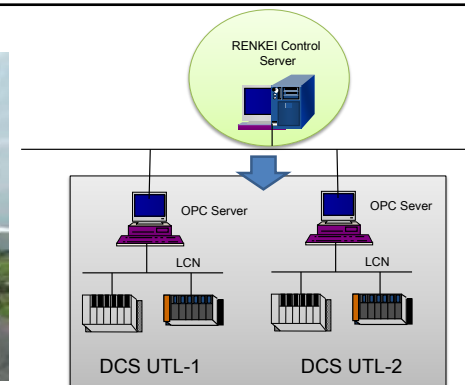 RENKEI Control
Server
OPC Server
OPC Sever
LCN
LCN
DCS UTL-1
DCS UTL-2